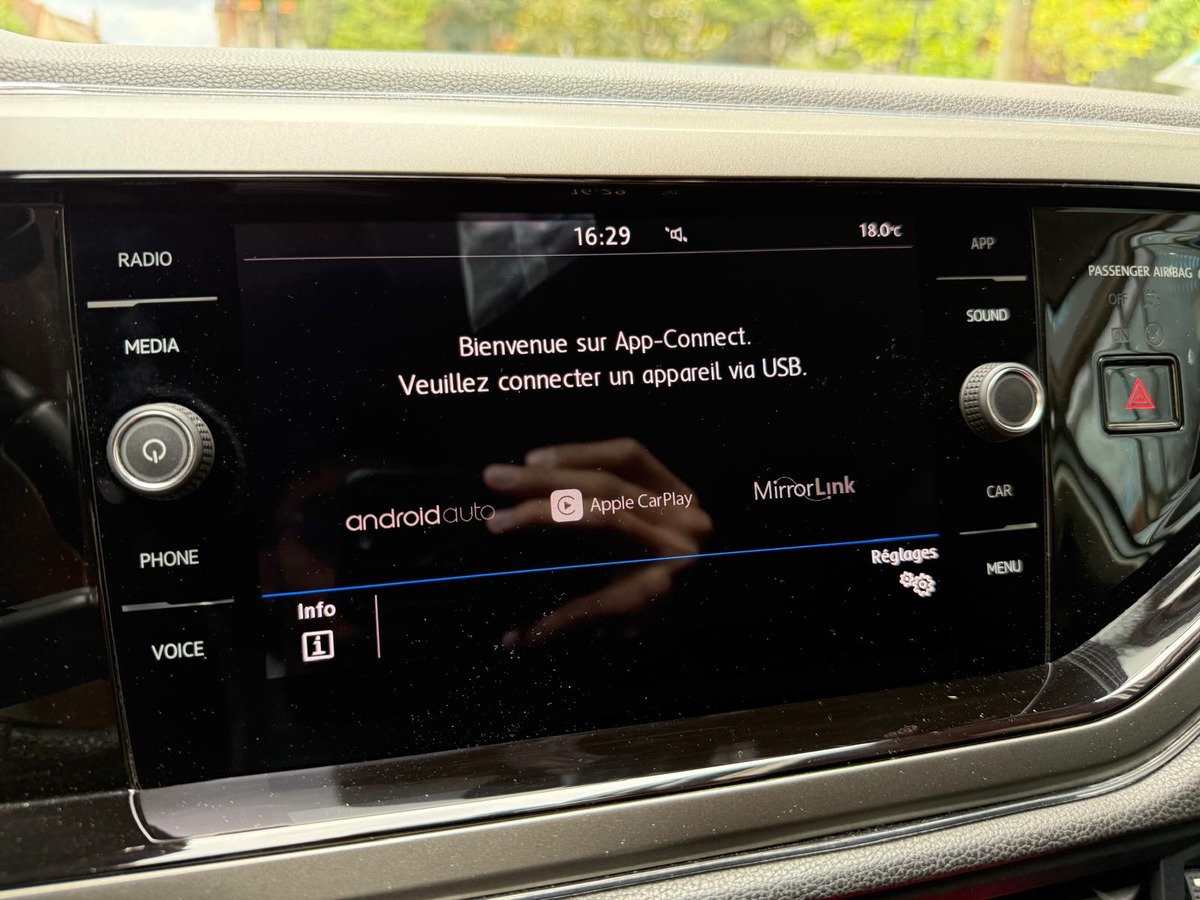 RADIO
MEDIA
PHONE
VOICE
16:29
18.0°C
Bienvenue sur App-Connect.
Veuillez connecter un appareil via USB.
androidauto
Apple CarPlay
MirrorLink
Réglages
Info
APP
SOUND
CAR
MENU
PASSENGER AIRBAG
OFF